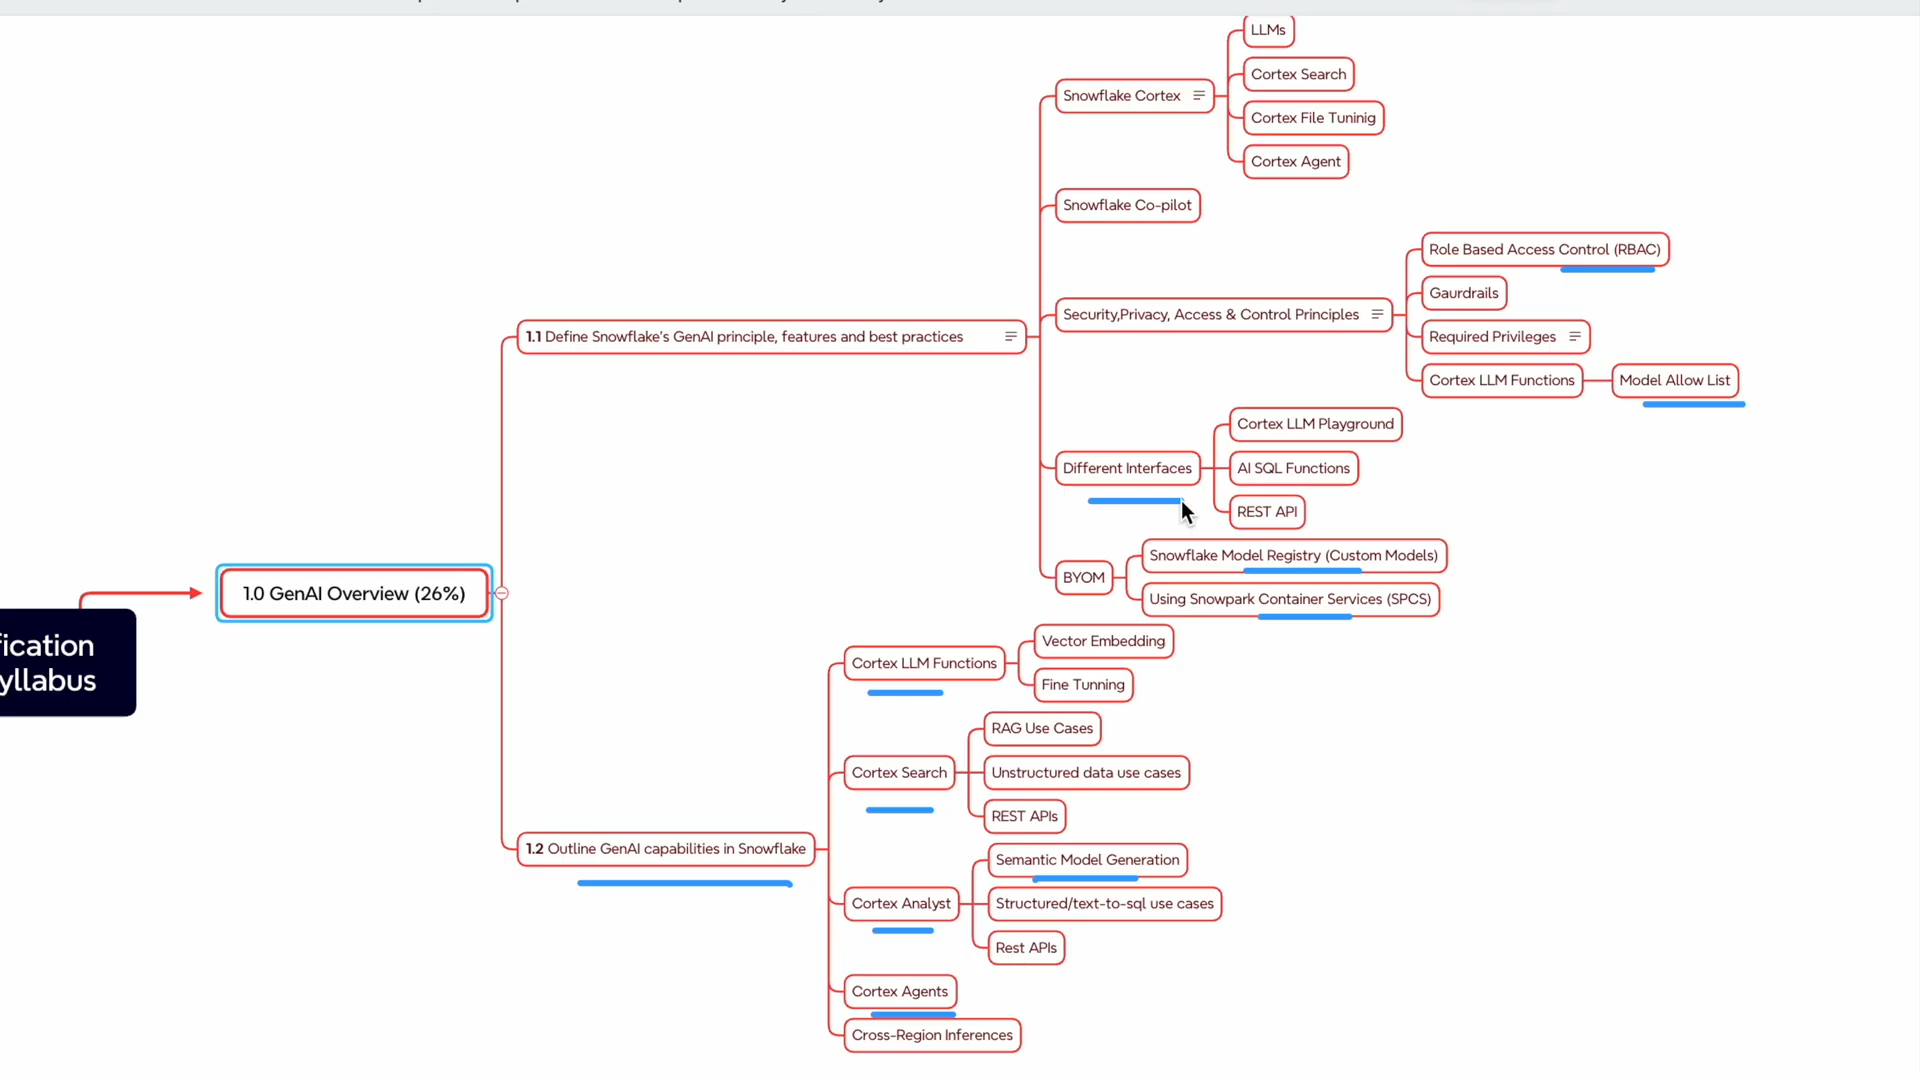 LLMs
Snowflake Cortex
Cortex Search
Cortex File Tuninig
Cortex Agent
Snowflake Co-pilot
Security,Privacy, Access & Control Principles
Role Based Access Control (RBAC)
Gaurdrails
Required Privileges
Cortex LLM Functions
Model Allow List
1.1 Define Snowflake's GenAI principle, features and best practices
Different Interfaces
Cortex LLM Playground
AI SQL Functions
REST API
BYOM
Snowflake Model Registry (Custom Models)
Using Snowpark Container Services (SPCS)
1.0 GenAI Overview (26%)
fication
yllabus
1.2 Outline GenAI capabilities in Snowflake
Cortex LLM Functions
Vector Embedding
Fine Tunning
Cortex Search
RAG Use Cases
Unstructured data use cases
REST APIs
Cortex Analyst
Semantic Model Generation
Structured/text-to-sql use cases
Rest APIs
Cortex Agents
Cross-Region Inferences